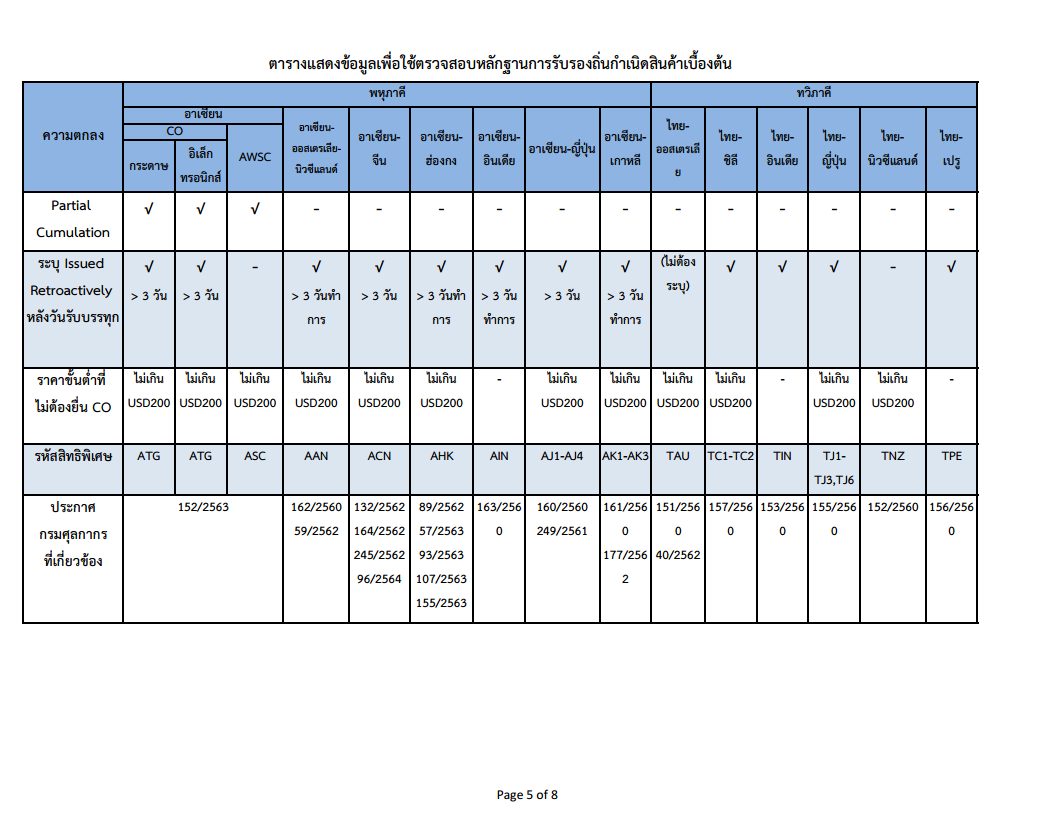 ตารางแสดงข้อมูลเพื่อใช้ตรวจสอบหลักฐานการรับรองถิ่นกำเนิดสินค้าเบื้องต้น
ความตกลง
พหุภาคี
ทวิภาคี
อาเซียน
CO
กระดาษ
อิเล็ก
ทรอนิกส์
AWSC
อาเซียน-
ออสเตรเลีย-
นิวซีแลนด์
อาเซียน-
จีน
อาเซียน-
ฮ่องกง
อาเซียน-
อินเดีย
อาเซียน-ญี่ปุ่น
อาเซียน-
เกาหลี
ไทย-
ออสเตรเลี
ย
ไทย-
ชิลี
ไทย-
อินเดีย
ไทย-
ญี่ปุ่น
ไทย-
นิวซีแลนด์
ไทย-
เปรู
Partial
Cumulation
√ √ √ - - - - - - - - - - - -
ระบุ Issued
Retroactively
หลังวันรับบรรทุก
√
> 3 วัน
√
> 3 วัน
-
√
> 3 วันทำ
การ
√
> 3 วัน
√
> 3 วันทำ
การ
√
> 3 วัน
ทำการ
√
> 3 วัน
√
> 3 วัน
ทำการ
(ไม่ต้อง
ระบุ)
√
√
√
-
√
ราคาขั้นต่ำที่
ไม่ต้องยื่น CO
ไม่เกิน
USD200
ไม่เกิน
USD200
ไม่เกิน
USD200
ไม่เกิน
USD200
ไม่เกิน
USD200
ไม่เกิน
USD200
-
ไม่เกิน
USD200
ไม่เกิน
USD200
ไม่เกิน
USD200
ไม่เกิน
USD200
-
ไม่เกิน
USD200
ไม่เกิน
USD200
-
รหัสสิทธิพิเศษ
ATG
ATG
ASC
AAN
ACN
AHK
AIN
AJ1-AJ4
AK1-AK3
TAU
TC1-TC2
TIN
TJ1-
TJ3,TJ6
TNZ
TPE
ประกาศ
กรมศุลกากร
ที่เกี่ยวข้อง
152/2563
162/2560
59/2562
132/2562
164/2562
245/2562
96/2564
89/2562
57/2563
93/2563
107/2563
155/2563
163/256
0
160/2560
249/2561
161/256
0
177/256
2
151/256
0
40/2562
157/256
0
153/256
0
155/256
0
152/2560
156/256
0
Page 5 of 8